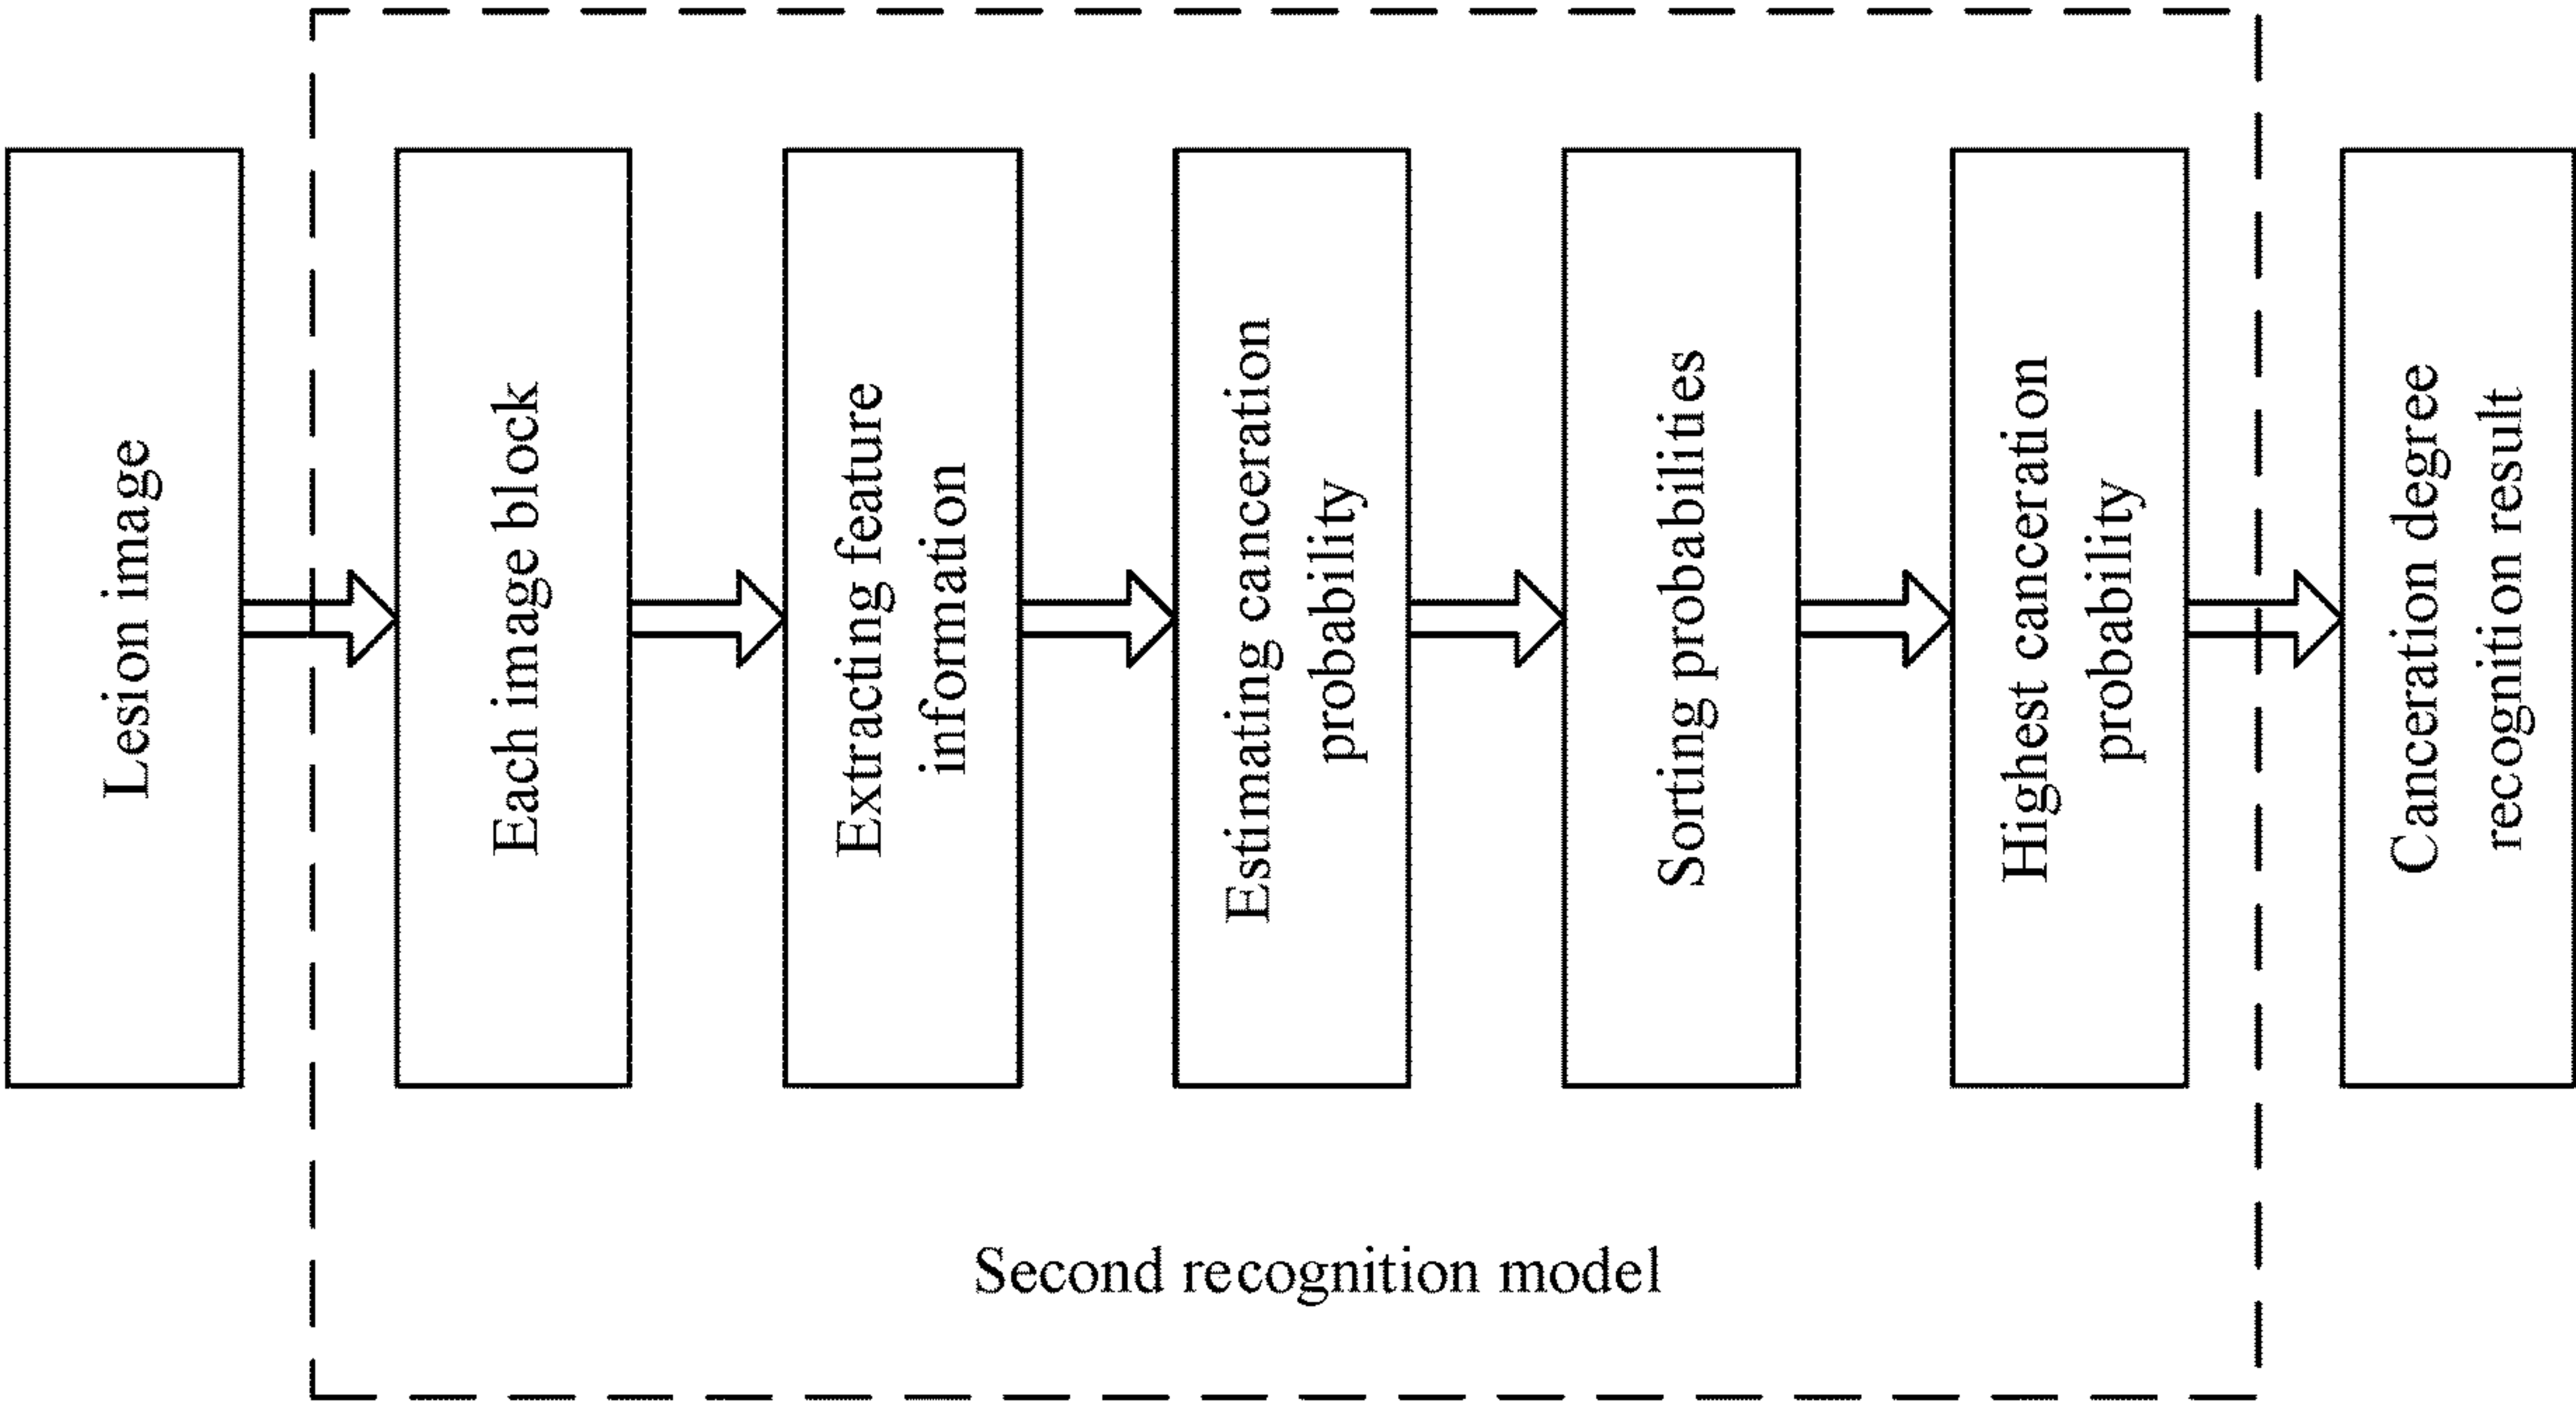 Lesion image
Each image block
Extracting feature
information
Estimating canceration
probability
Sorting probabilities
Highest canceration
probability
Canceration degree
recognition result
Second recognition model